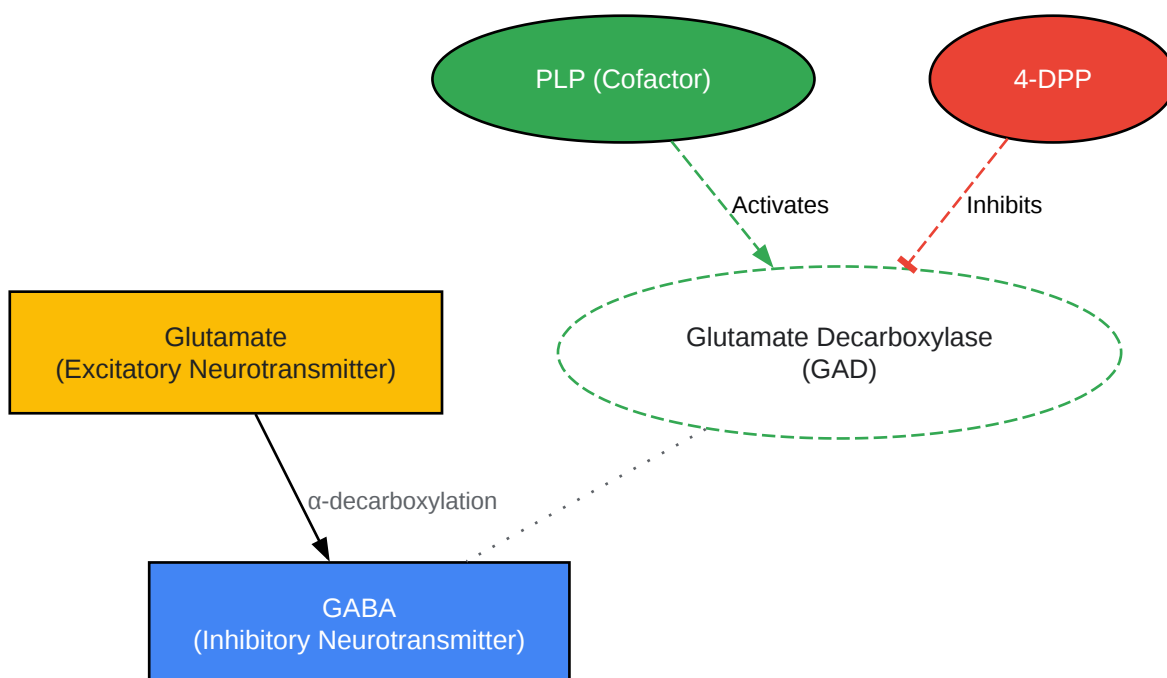 PLP (Cofactor)
4-DPP
Activates
Inhibits
Glutamate
(Excitatory Neurotransmitter)
Glutamate Decarboxylase
(GAD)
α-decarboxylation
GABA
(Inhibitory Neurotransmitter)